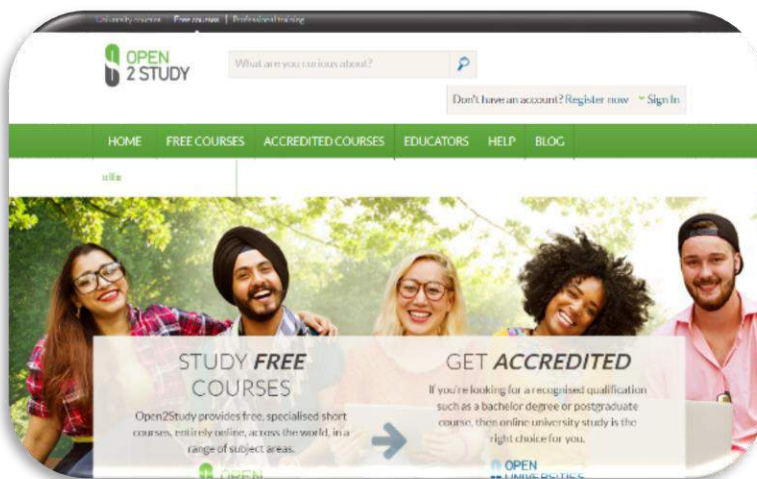 University courses | Free courses | Professional training
OPEN
2 STUDY
What are you curious about?
Don't have an account? Register now Sign In
HOME FREE COURSES ACCREDITED COURSES EDUCATORS HELP BLOG
STUDY FREE
COURSES
Open2Study provides free, specialised short
courses, entirely online, across the world, in a
range of subject areas.
OPEN
GET ACCREDITED
If you're looking for a recognised qualification
such as a bachelor degree or postgraduate
course, then online university study is the
right choice for you.
OPEN
UNIVERSITIES